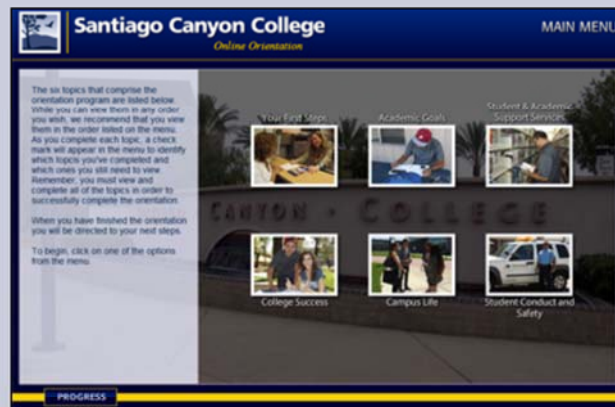 Santiago Canyon College
Online Orientation
MAIN MENU
The six topics that comprise the
orientation program are listed below.
While you can view them in any order
you wish, we recommend that you view
them in the order listed on the menu.
As you complete each topic, a check
mark will appear in the menu to identify
which topics you've completed and
which ones you still need to view.
Remember, you must view and
complete all of the topics in order to
successfully complete the orientation.
When you have finished the orientation
you will be directed to your next steps.
To begin, click on one of the options
from the menu.
Your First Steps
Academic Goals
Student & Academic
Support Services
CANYON • COLLEGE
College Success
Campus Life
Student Conduct and
Safety
PROGRESS